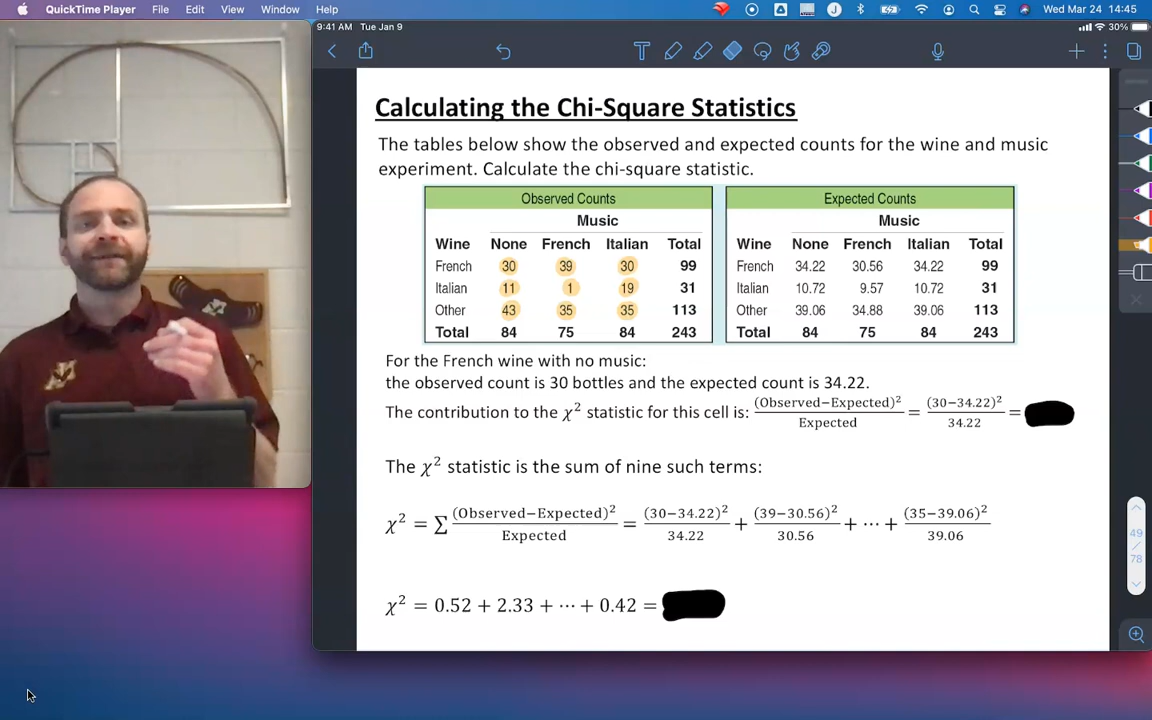 QuickTime Player File Edit View Window Help Wed Mar 24 14:45
9:41 AM Tue Jan 9 30%
Calculating the Chi-Square Statistics
The tables below show the observed and expected counts for the wine and music
experiment. Calculate the chi-square statistic.
Observed Counts
Music
Wine None French Italian Total
French 30 39 30 99
Italian 11 1 19 31
Other 43 35 35 113
Total 84 75 84 243
Expected Counts
Music
Wine None French Italian Total
French 34.22 30.56 34.22 99
Italian 10.72 9.57 10.72 31
Other 39.06 34.88 39.06 113
Total 84 75 84 243
For the French wine with no music:
the observed count is 30 bottles and the expected count is 34.22.
The contribution to the χ² statistic for this cell is: (Observed−Expected)²/Expected = (30−34.22)²/34.22 =
The χ² statistic is the sum of nine such terms:
χ² = ∑ (Observed−Expected)²/Expected = (30−34.22)²/34.22 + (39−30.56)²/30.56 + ⋯ + (35−39.06)²/39.06
χ² = 0.52 + 2.33 + ⋯ + 0.42 =
49
/
78